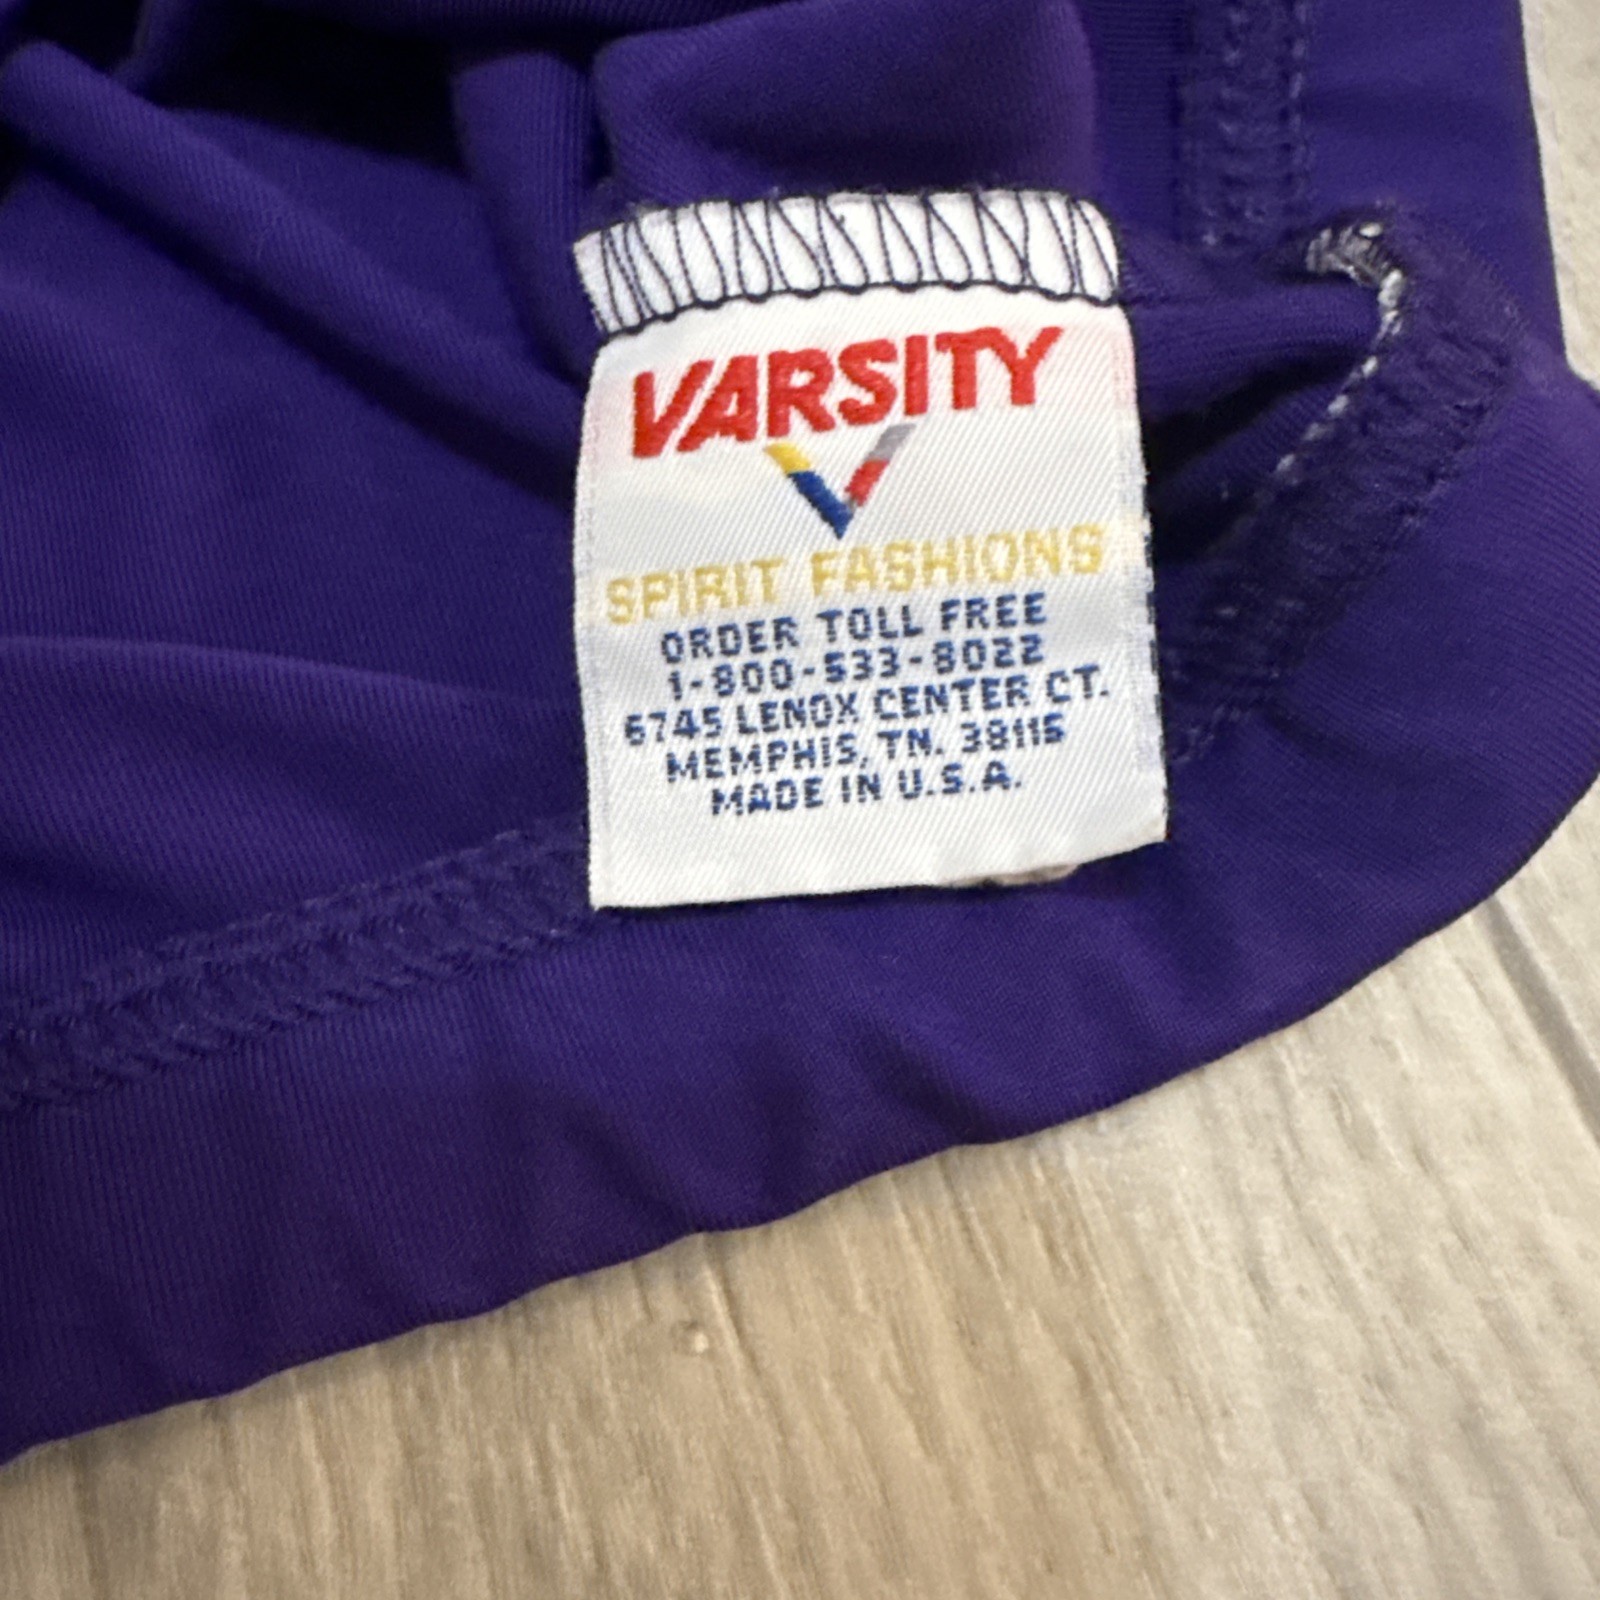 VARSITY
SPIRIT FASHIONS
ORDER TOLL FREE
1-800-533-8022
6745 LENOX CENTER CT.
MEMPHIS, TN. 38115
MADE IN U.S.A.